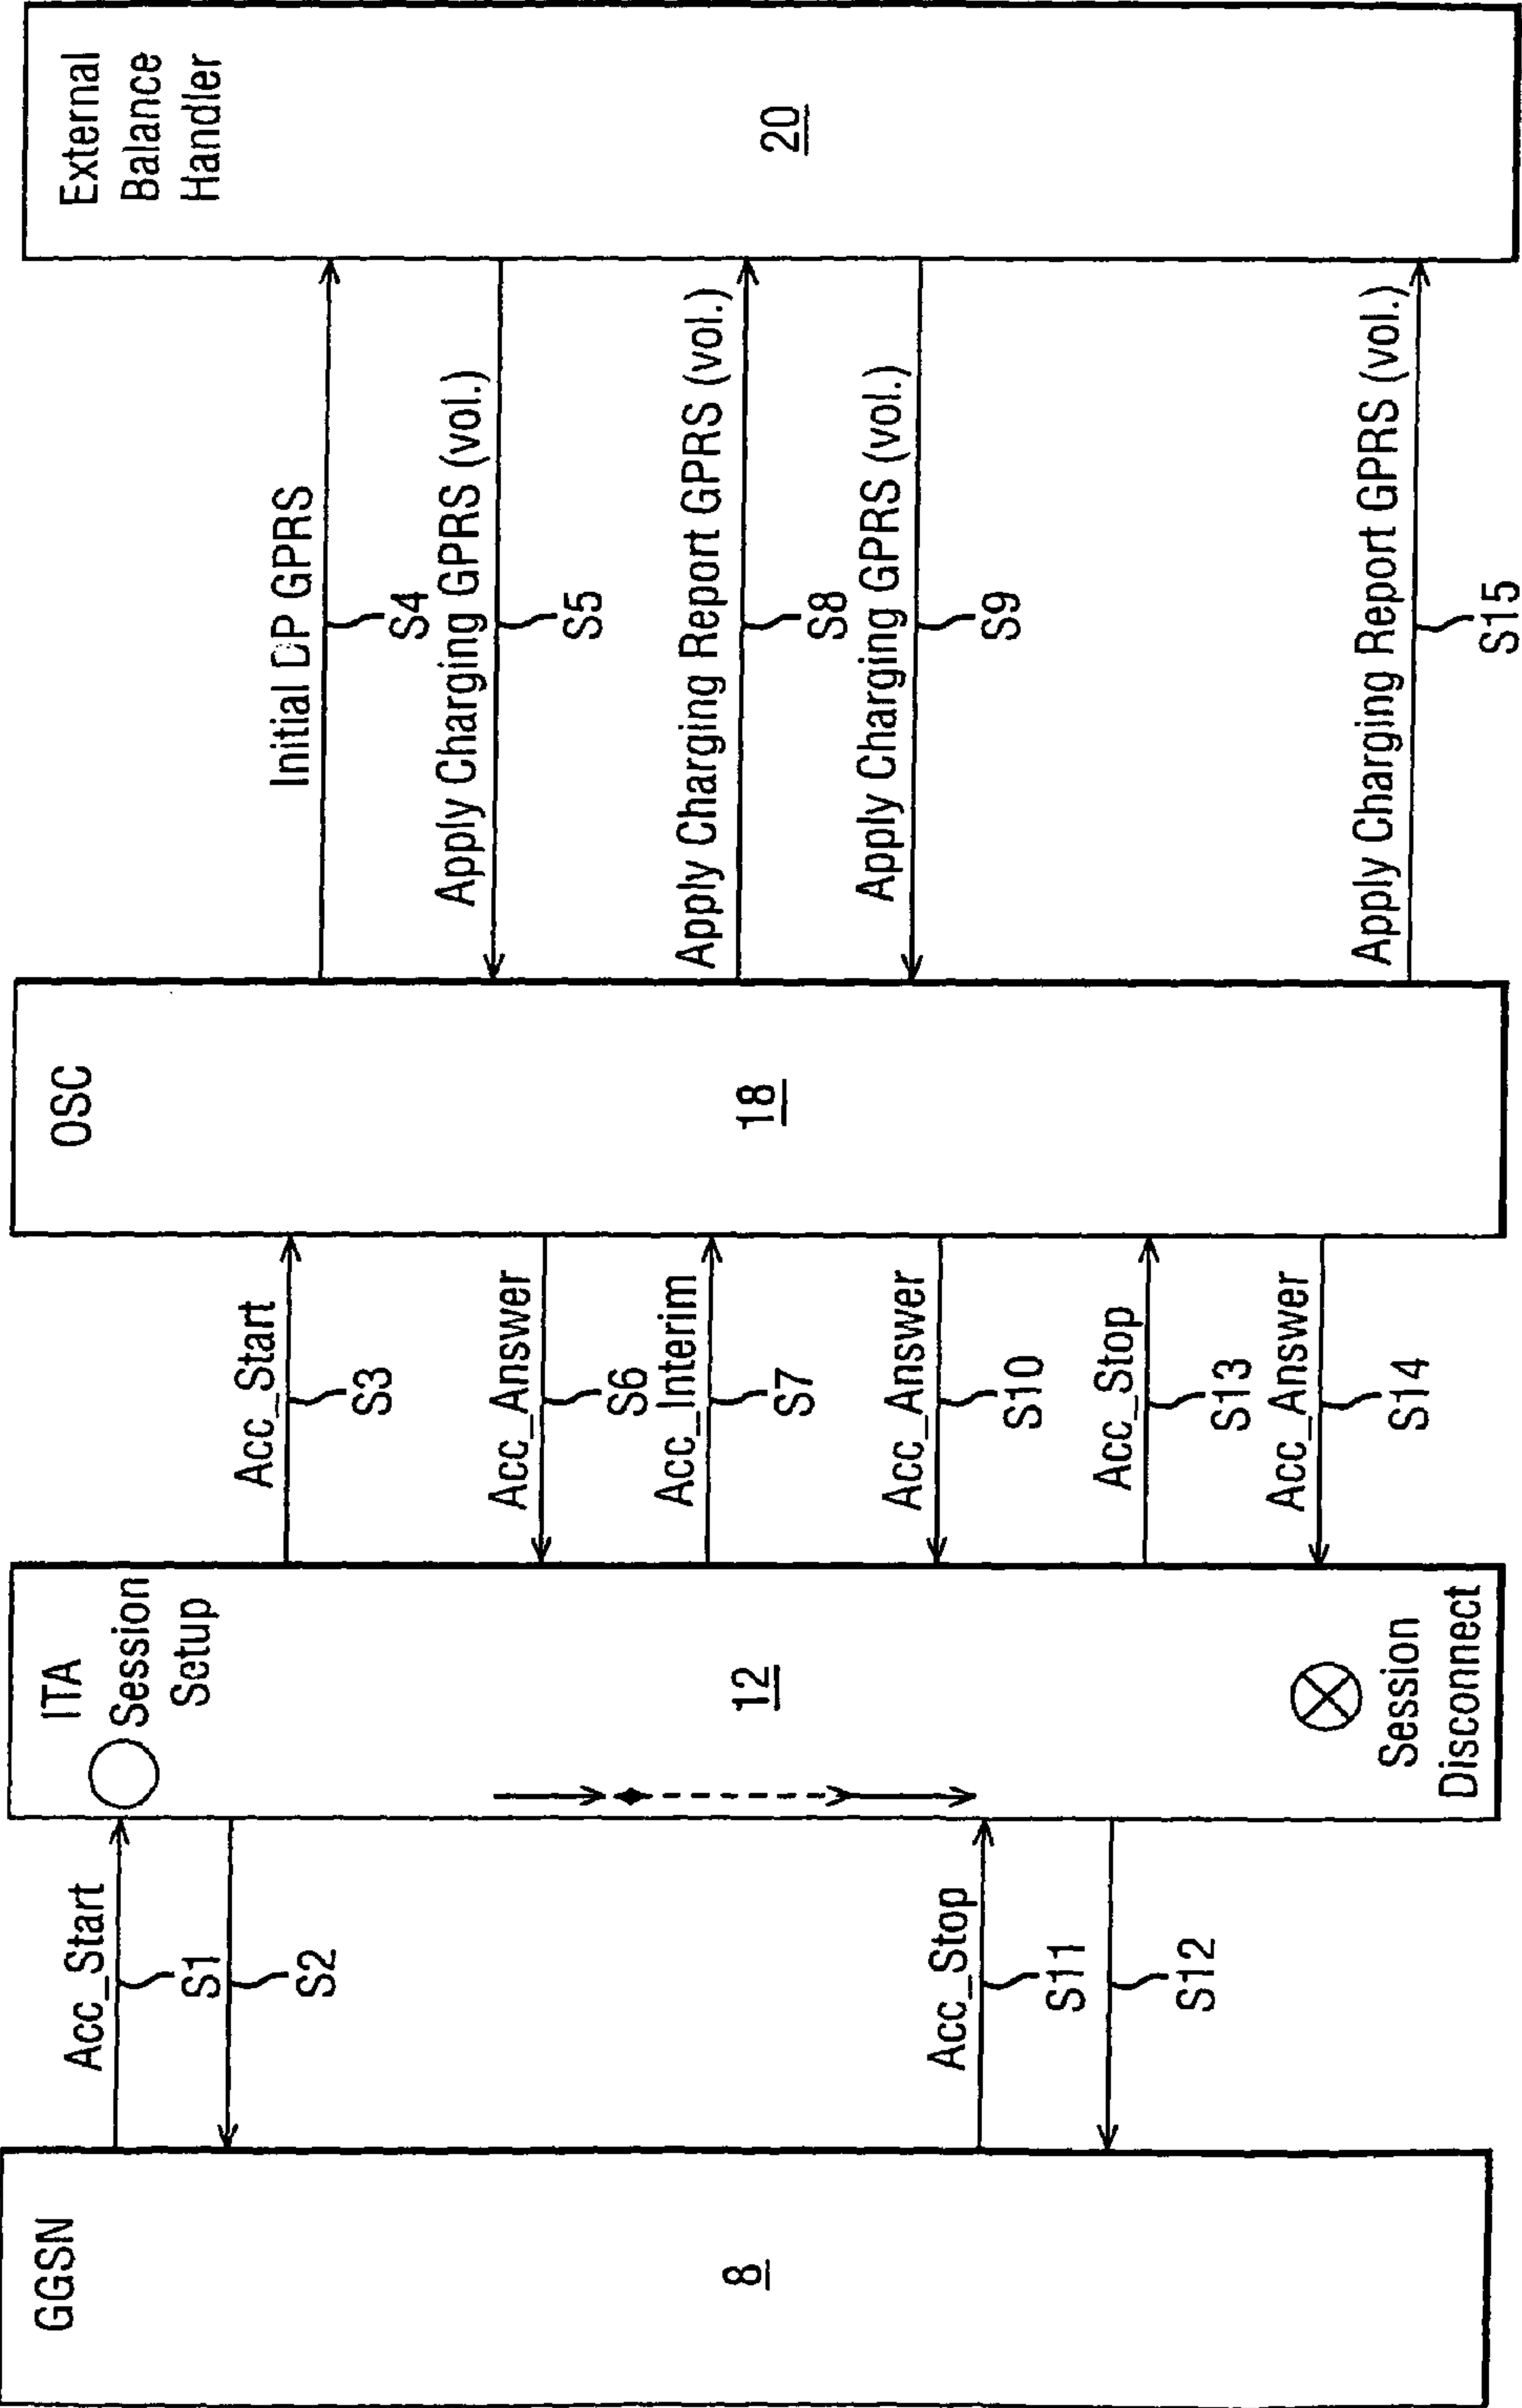 GGSN
8
Acc_Start
S1
S2
Acc_Stop
S11
S12
ITA
Session
Setup
12
Session
Disconnect
Acc_Start
S3
Acc_Answer
S6
Acc_Interim
S7
Acc_Answer
S10
Acc_Stop
S13
Acc_Answer
S14
OSC
18
Initial DP GPRS
S4
Apply Charging GPRS (vol.)
S5
Apply Charging Report GPRS (vol.)
S8
Apply Charging GPRS (vol.)
S9
Apply Charging Report GPRS (vol.)
S15
External
Balance
Handler
20